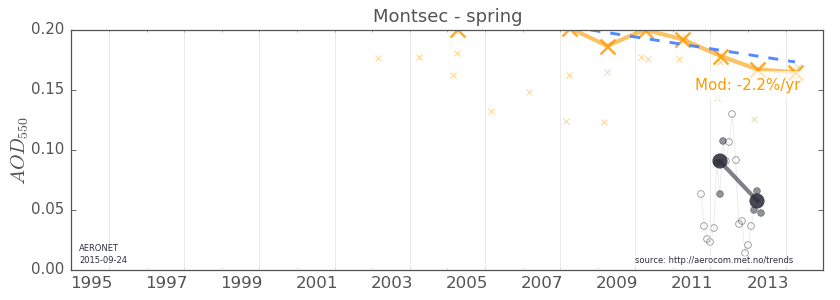 Montsec - spring
0.20
0.15
0.10
0.05
0.00
AOD550
Mod: -2.2%/yr
AERONET
2015-09-24
source: http://aerocom.met.no/trends
1995 1997 1999 2001 2003 2005 2007 2009 2011 2013